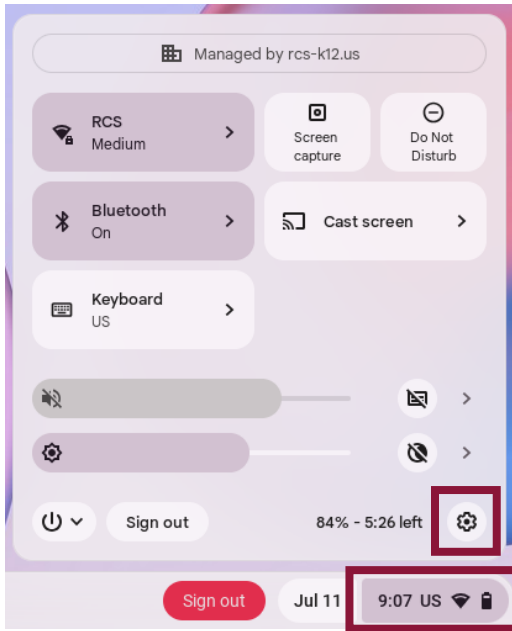 Managed by rcs-k12.us
RCS
Medium
Screen
capture
Do Not
Disturb
Bluetooth
On
Cast screen
Keyboard
US
Sign out
84% - 5:26 left
Sign out
Jul 11
9:07 US